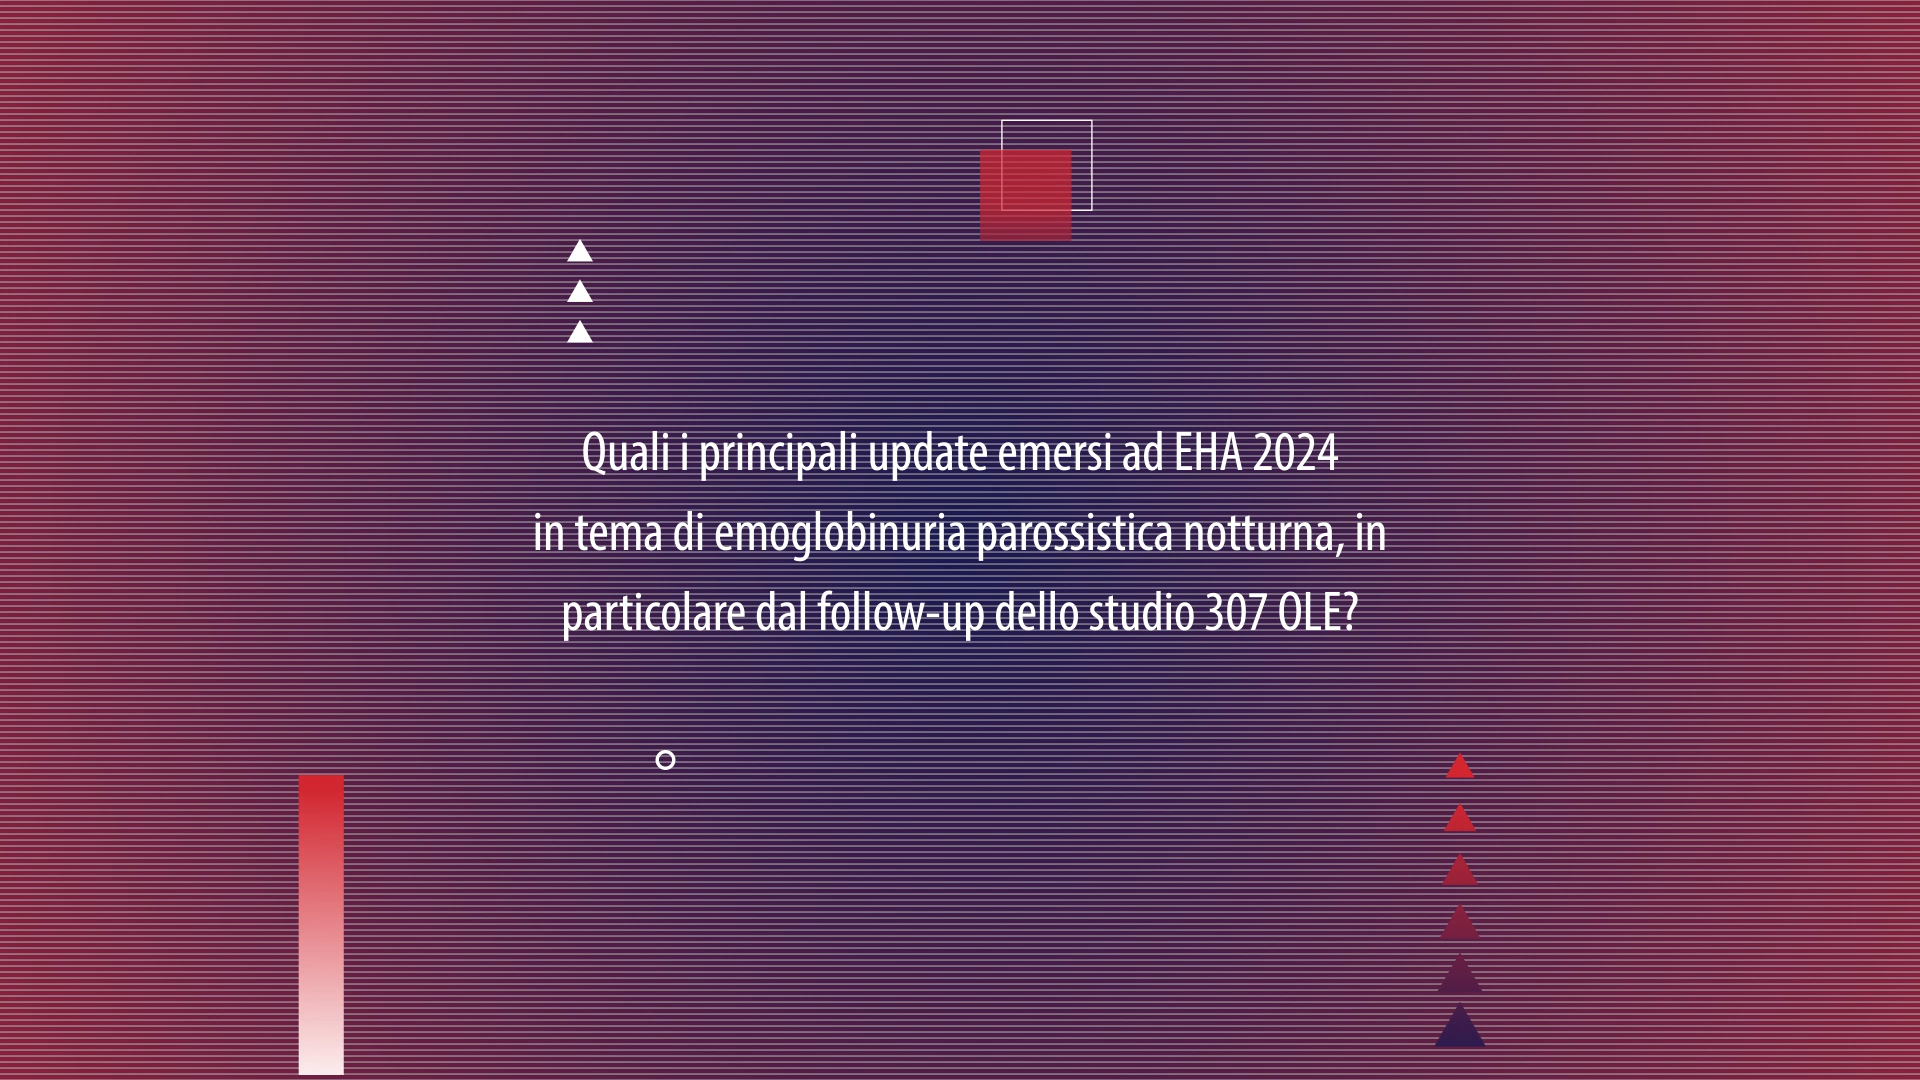 Quali i principali update emersi ad EHA 2024
in tema di emoglobinuria parossistica notturna, in
particolare dal follow-up dello studio 307 OLE?